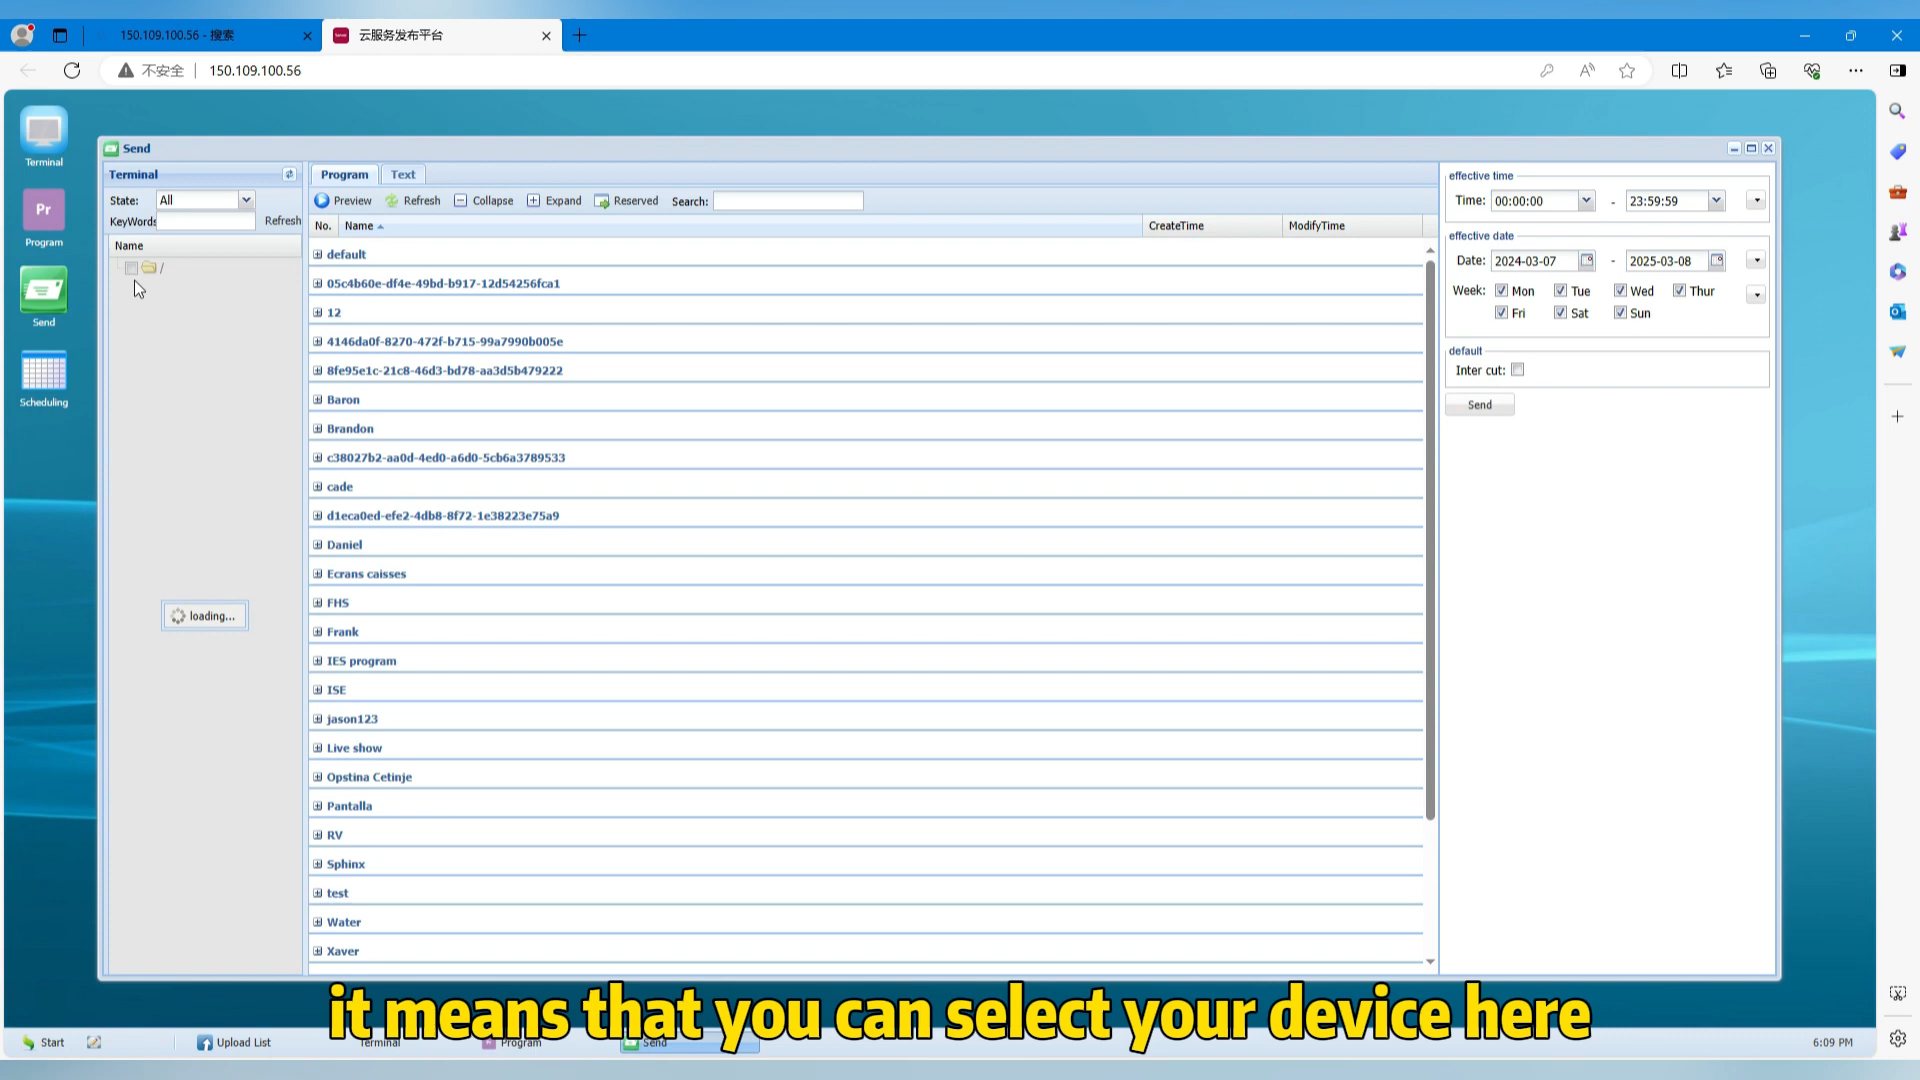 150.109.100.56 - 搜索
云服务发布平台
不安全
150.109.100.56
Terminal
Pr
Program
Send
Scheduling
Send
Terminal
State: All
KeyWords
Refresh
Name
/
loading...
Program Text
Preview Refresh Collapse Expand Reserved Search:
No. Name CreateTime ModifyTime
default
05c4b60e-df4e-49bd-b917-12d54256fca1
12
4146da0f-8270-472f-b715-99a7990b005e
8fe95e1c-21c8-46d3-bd78-aa3d5b479222
Baron
Brandon
c38027b2-aa0d-4ed0-a6d0-5cb6a3789533
cade
d1eca0ed-efe2-4db8-8f72-1e38223e75a9
Daniel
Ecrans caisses
FHS
Frank
IES program
ISE
jason123
Live show
Opstina Cetinje
Pantalla
RV
Sphinx
test
Water
Xaver
effective time
Time: 00:00:00 - 23:59:59
effective date
Date: 2024-03-07 - 2025-03-08
Week: Mon Tue Wed Thur
Fri Sat Sun
default
Inter cut:
Send
it means that you can select your device here
Start Upload List Terminal Program Send 6:09 PM